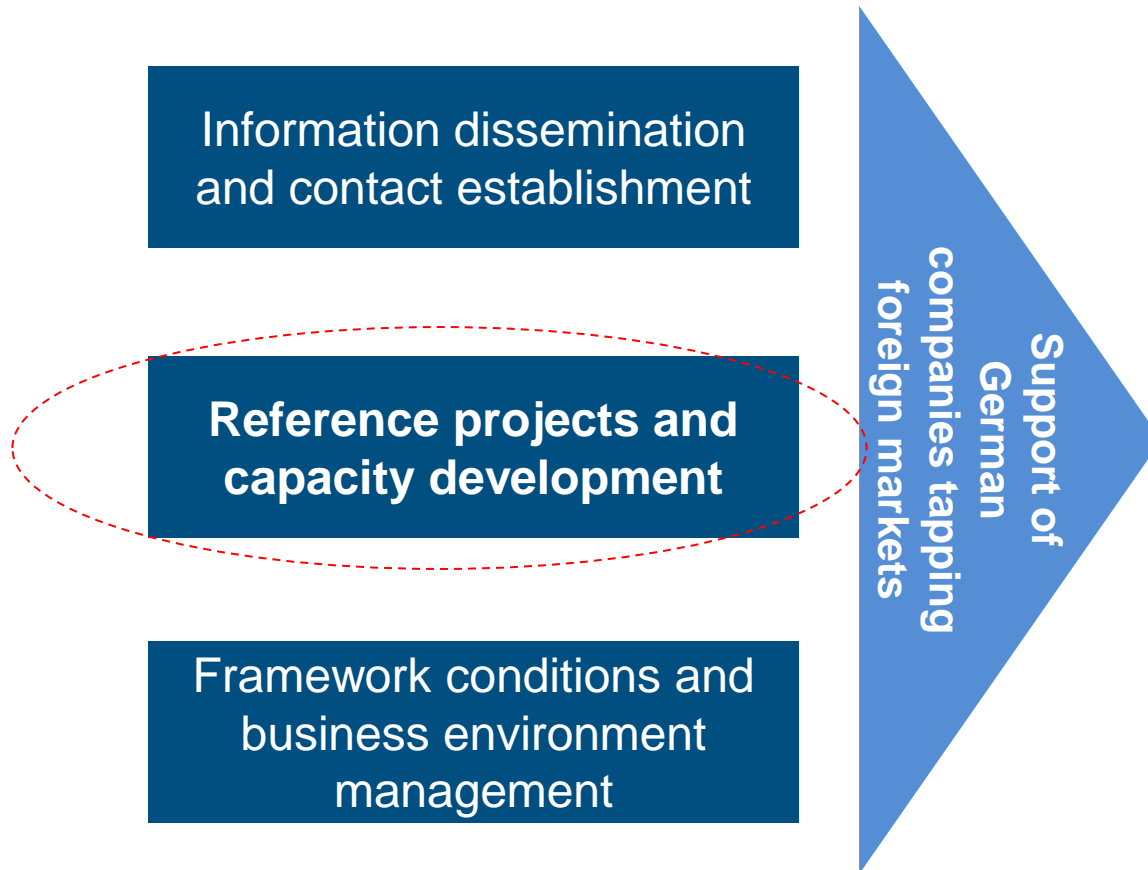 Information dissemination
and contact establishment
Reference projects and
capacity development
Framework conditions and
business environment
management
Support of
German
companies tapping
foreign markets